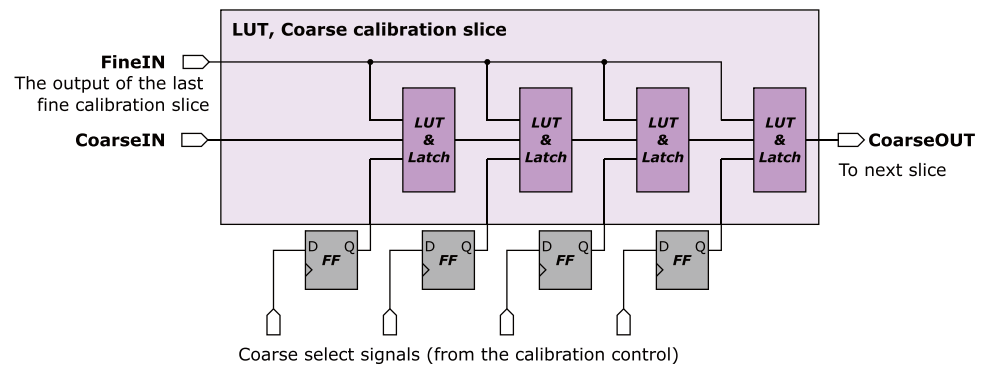 LUT, Coarse calibration slice
FineIN
The output of the last
fine calibration slice
CoarseIN
LUT
&
Latch
LUT
&
Latch
LUT
&
Latch
LUT
&
Latch
CoarseOUT
To next slice
D Q
FF
D Q
FF
D Q
FF
D Q
FF
Coarse select signals (from the calibration control)